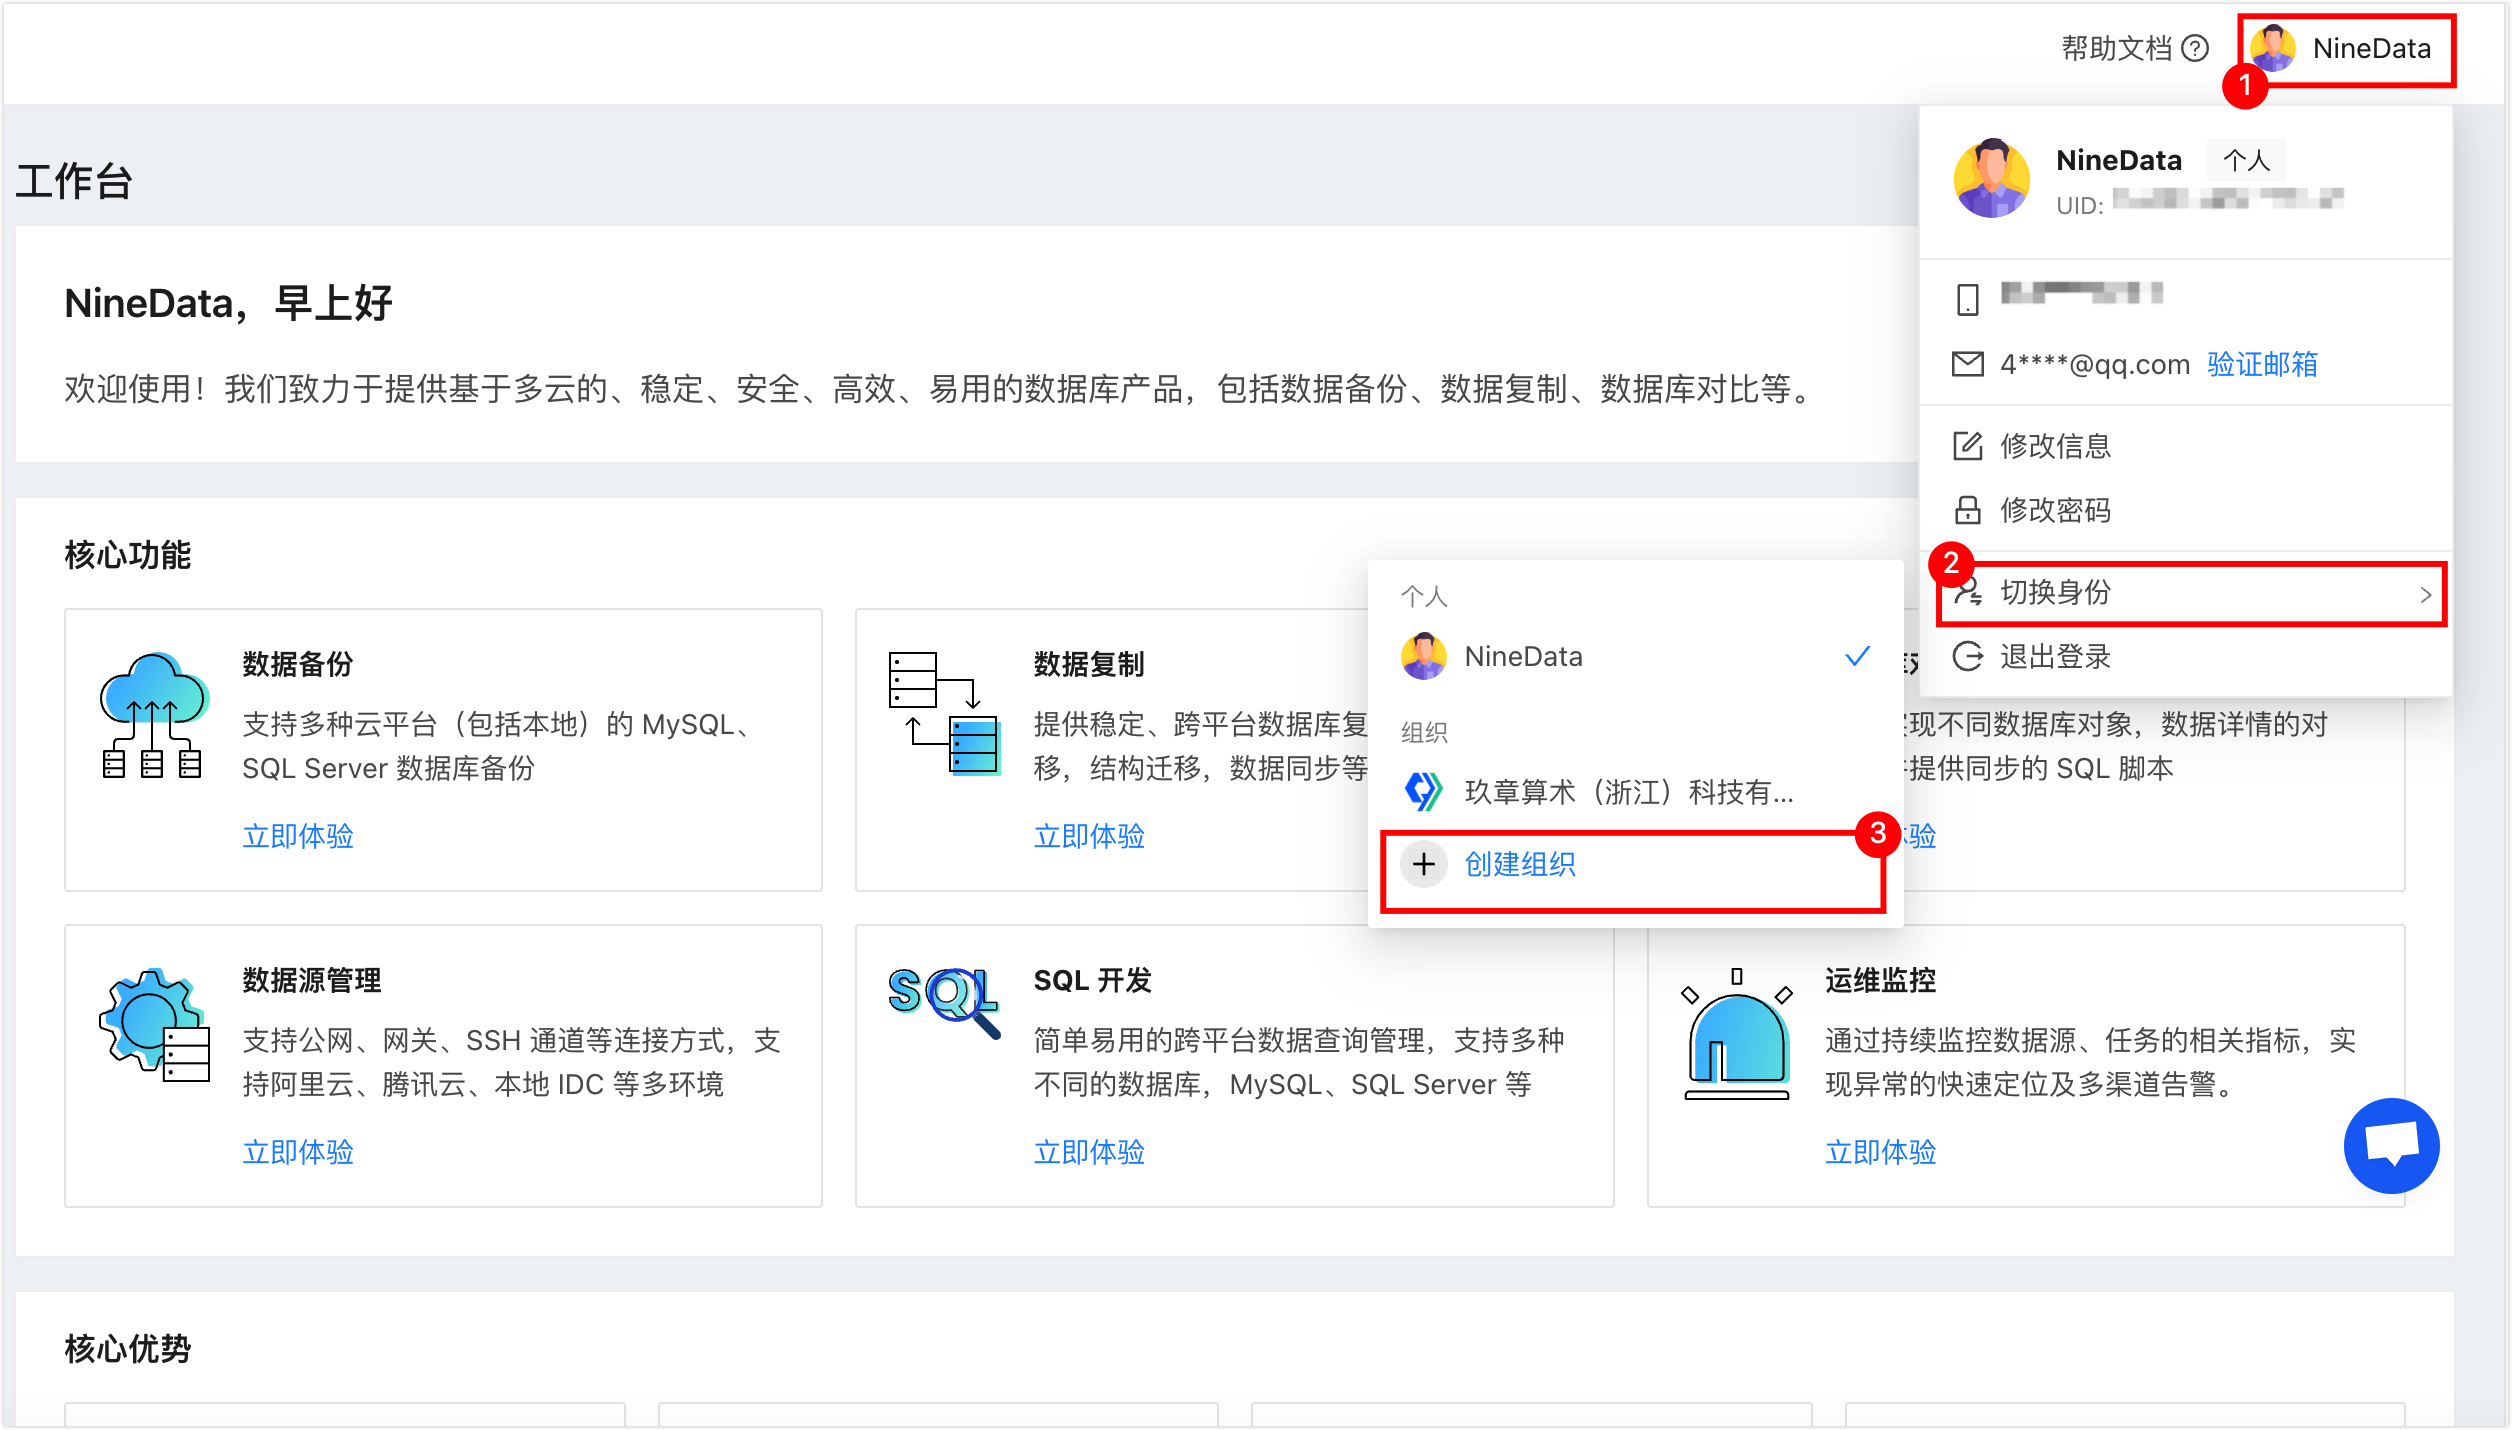 帮助文档
NineData
1
NineData 个人
UID:
4****@qq.com 验证邮箱
修改信息
修改密码
2
切换身份
退出登录
工作台
NineData，早上好
欢迎使用！我们致力于提供基于多云的、稳定、安全、高效、易用的数据库产品，包括数据备份、数据复制、数据库对比等。
核心功能
数据备份
支持多种云平台（包括本地）的 MySQL、
SQL Server 数据库备份
立即体验
数据复制
提供稳定、跨平台数据库复
移，结构迁移，数据同步等
立即体验
现不同数据库对象，数据详情的对
提供同步的 SQL 脚本
验
个人
NineData
组织
玖章算术（浙江）科技有...
3
创建组织
数据源管理
支持公网、网关、SSH 通道等连接方式，支
持阿里云、腾讯云、本地 IDC 等多环境
立即体验
SQL
SQL 开发
简单易用的跨平台数据查询管理，支持多种
不同的数据库，MySQL、SQL Server 等
立即体验
运维监控
通过持续监控数据源、任务的相关指标，实
现异常的快速定位及多渠道告警。
立即体验
核心优势